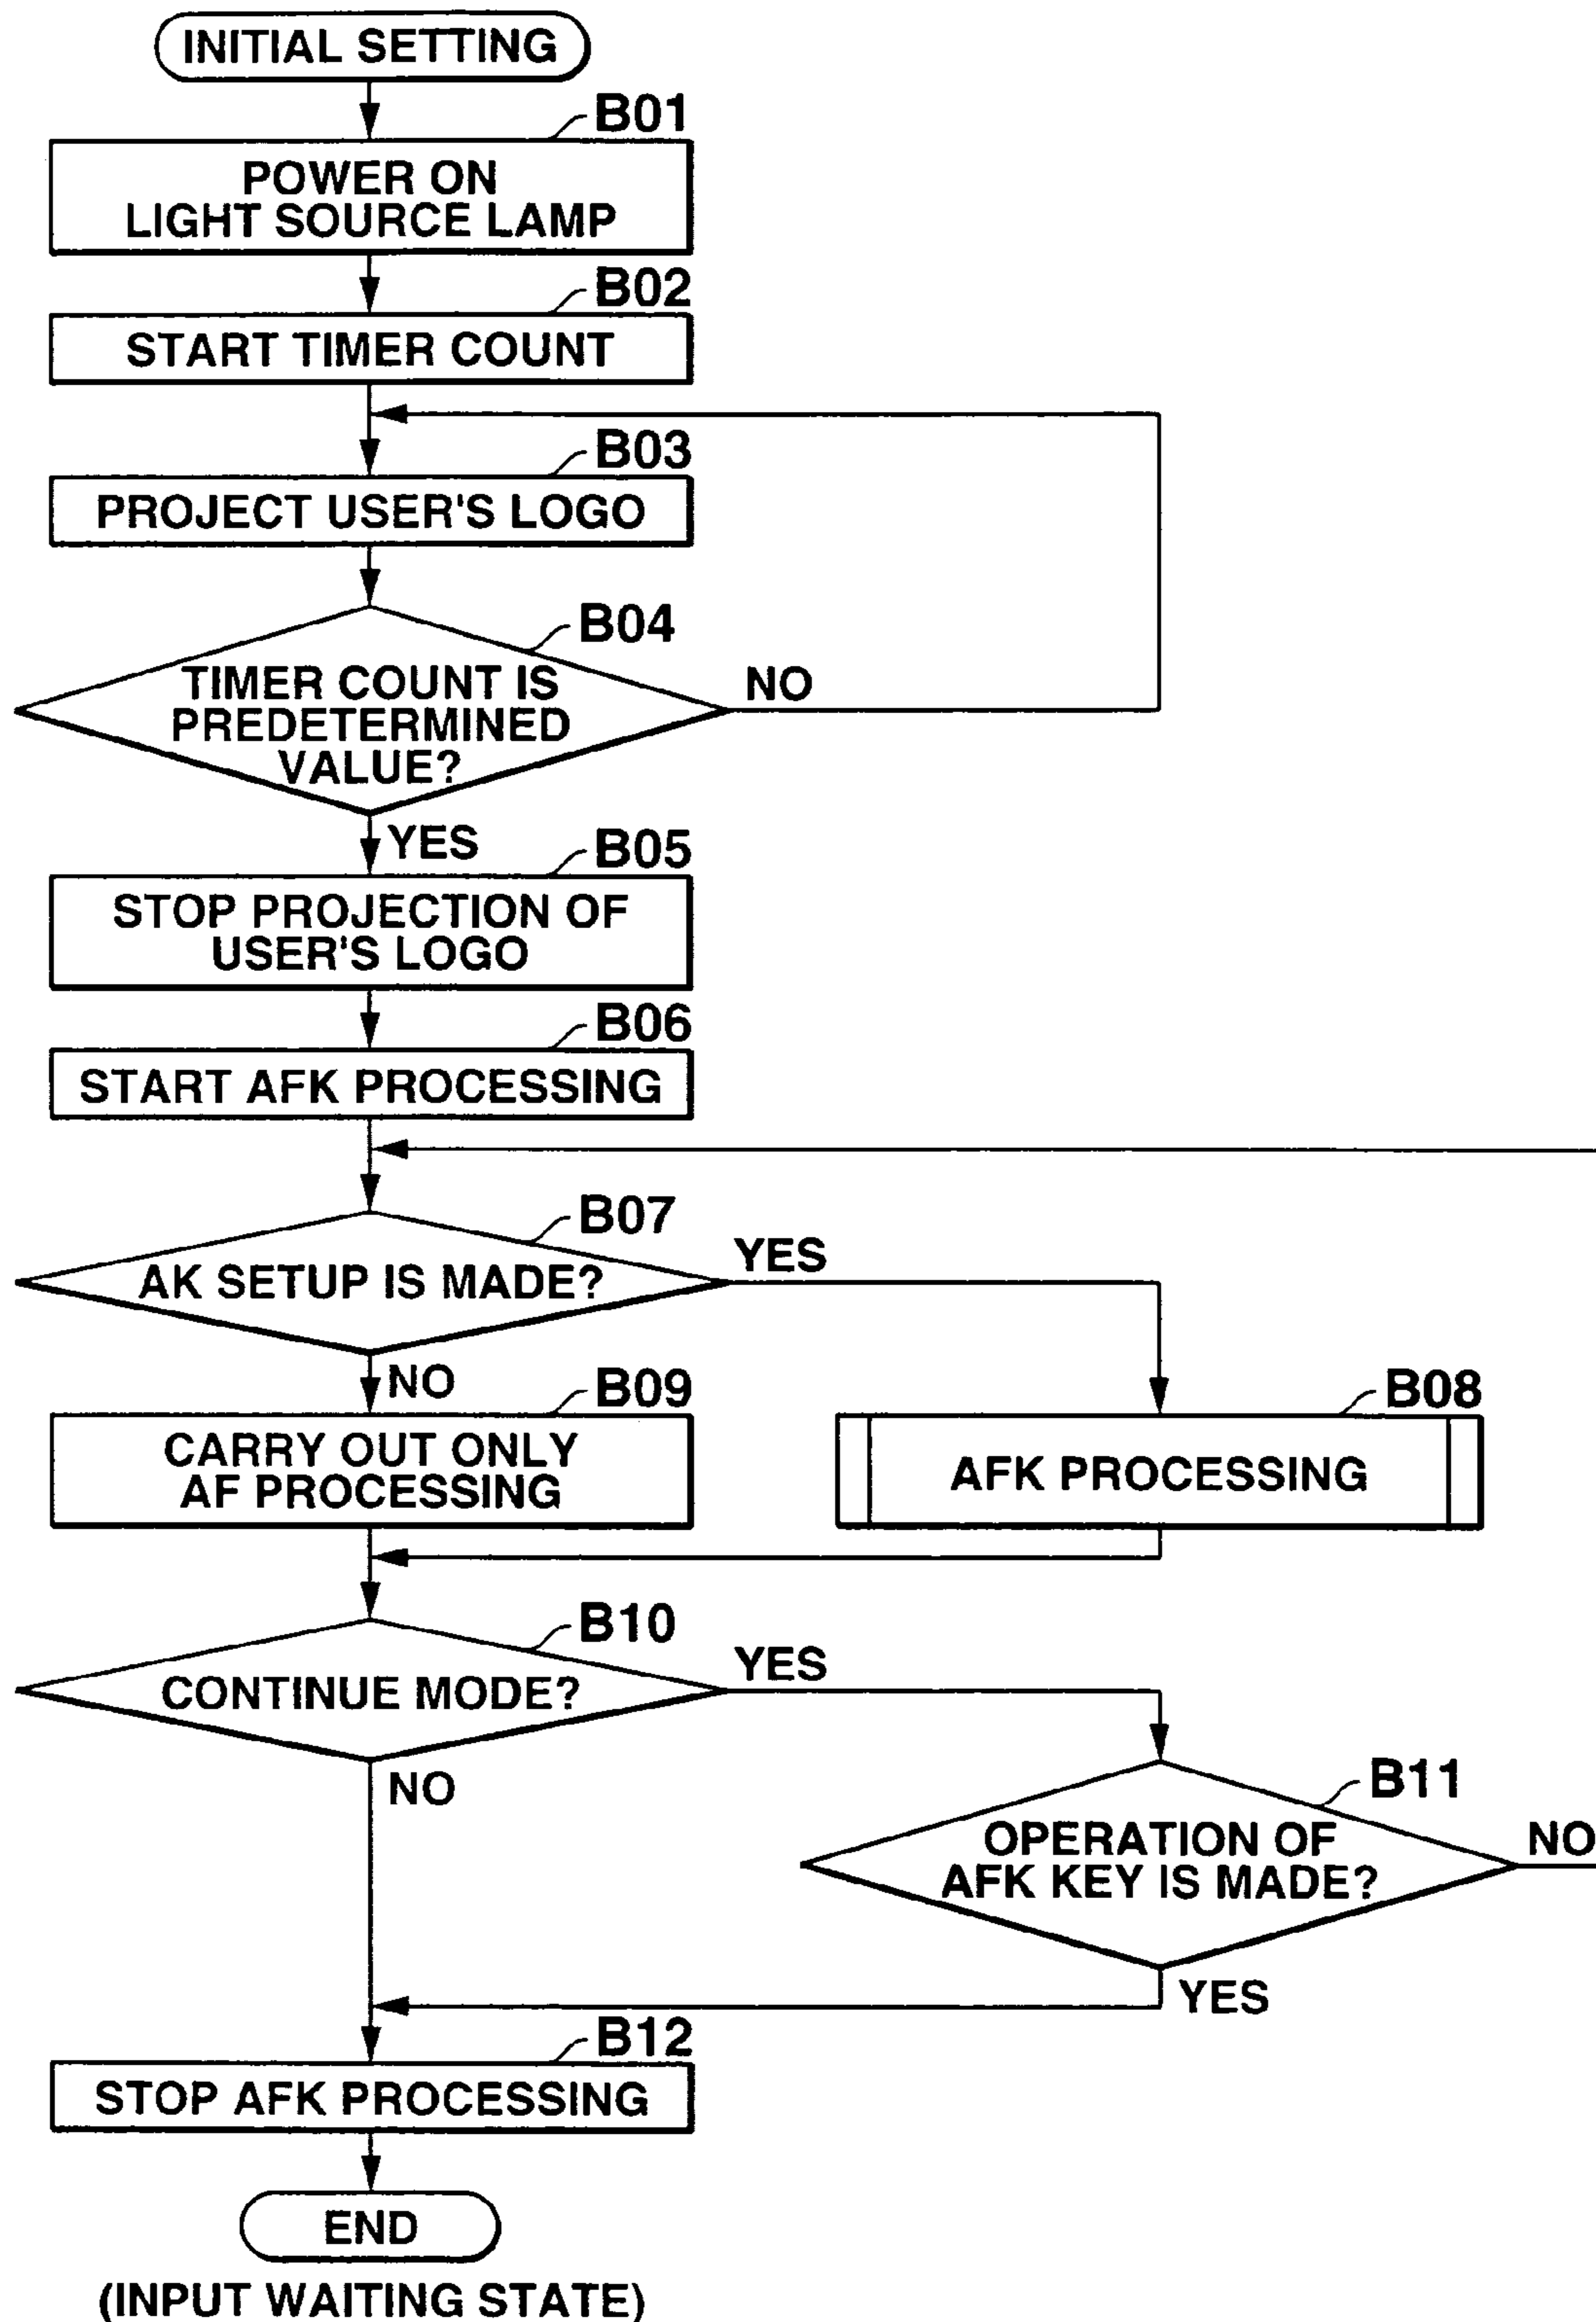 INITIAL SETTING
B01
POWER ON
LIGHT SOURCE LAMP
B02
START TIMER COUNT
B03
PROJECT USER'S LOGO
B04
TIMER COUNT IS
PREDETERMINED
VALUE?
NO
YES
B05
STOP PROJECTION OF
USER'S LOGO
B06
START AFK PROCESSING
B07
AK SETUP IS MADE?
YES
NO
B09
CARRY OUT ONLY
AF PROCESSING
B08
AFK PROCESSING
B10
CONTINUE MODE?
YES
NO
B11
OPERATION OF
AFK KEY IS MADE?
NO
YES
B12
STOP AFK PROCESSING
END
(INPUT WAITING STATE)